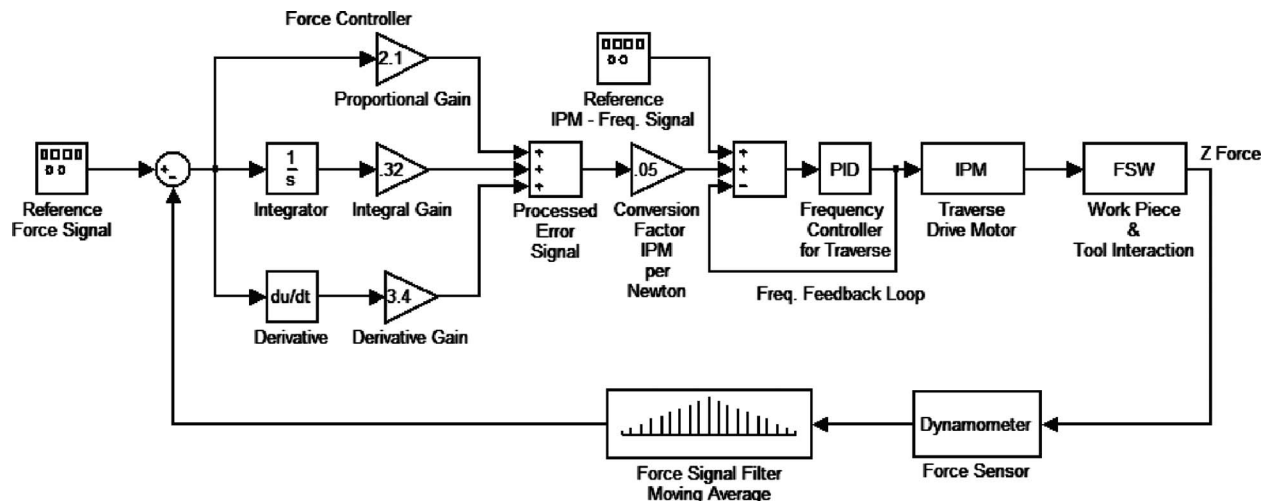 Force Controller
2.1
Proportional Gain
Reference
IPM - Freq. Signal
Reference
Force Signal
+
-
1
s
Integrator
.32
Integral Gain
du/dt
Derivative
3.4
Derivative Gain
+
+
+
Processed
Error
Signal
.05
Conversion
Factor
IPM
per
Newton
+
+
-
PID
Frequency
Controller
for Traverse
Freq. Feedback Loop
IPM
Traverse
Drive Motor
FSW
Work Piece
&
Tool Interaction
Z Force
Dynamometer
Force Sensor
Force Signal Filter
Moving Average